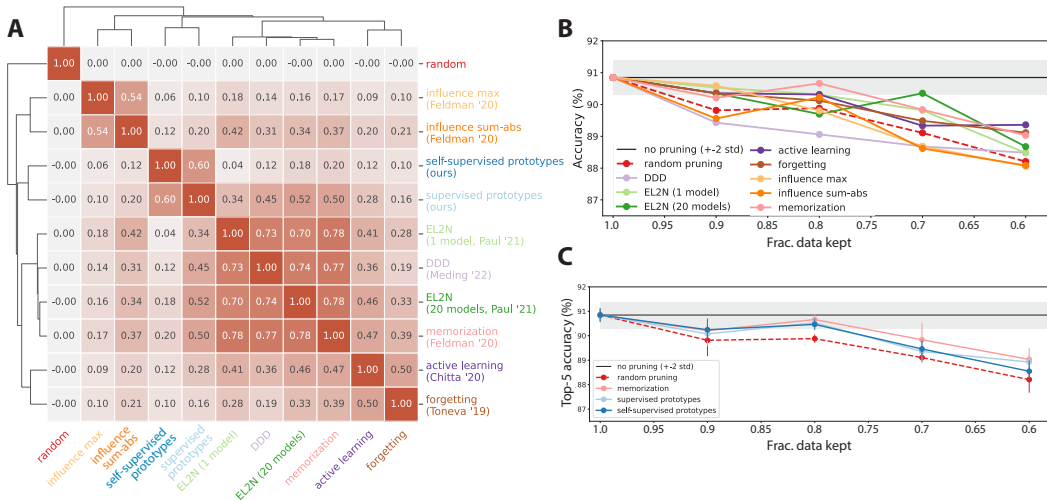 A
1.00 0.00 0.00 -0.00 -0.00 0.00 0.00 -0.00 0.00 -0.00 -0.00
random
0.00 1.00 0.54 0.06 0.10 0.18 0.14 0.16 0.17 0.09 0.10
influence max
(Feldman '20)
0.00 0.54 1.00 0.12 0.20 0.42 0.31 0.34 0.37 0.20 0.21
influence sum-abs
(Feldman '20)
-0.00 0.06 0.12 1.00 0.60 0.04 0.12 0.18 0.20 0.12 0.10
self-supervised prototypes
(ours)
-0.00 0.10 0.20 0.60 1.00 0.34 0.45 0.52 0.50 0.28 0.16
supervised prototypes
(ours)
0.00 0.18 0.42 0.04 0.34 1.00 0.73 0.70 0.78 0.41 0.28
EL2N
(1 model, Paul '21)
0.00 0.14 0.31 0.12 0.45 0.73 1.00 0.74 0.77 0.36 0.19
DDD
(Meding '22)
-0.00 0.16 0.34 0.18 0.52 0.70 0.74 1.00 0.78 0.46 0.33
EL2N
(20 models, Paul '21)
0.00 0.17 0.37 0.20 0.50 0.78 0.77 0.78 1.00 0.47 0.39
memorization
(Feldman '20)
-0.00 0.09 0.20 0.12 0.28 0.41 0.36 0.46 0.47 1.00 0.50
active learning
(Chitta '20)
-0.00 0.10 0.21 0.10 0.16 0.28 0.19 0.33 0.39 0.50 1.00
forgetting
(Toneva '19)
random
influence max
influence
sum-abs
self-supervised
prototypes
supervised
prototypes
EL2N (1 model)
DDD
EL2N (20 models)
memorization
active learning
forgetting
B
Accuracy (%)
92
91
90
89
88
87
no pruning (+-2 std)
random pruning
DDD
EL2N (1 model)
EL2N (20 models)
active learning
forgetting
influence max
influence sum-abs
memorization
1.0 0.95 0.9 0.85 0.8 0.75 0.7 0.65 0.6
Frac. data kept
C
Top-5 accuracy (%)
92
91
90
89
88
87
no pruning (+-2 std)
random pruning
memorization
supervised prototypes
self-supervised prototypes
1.0 0.95 0.9 0.85 0.8 0.75 0.7 0.65 0.6
Frac. data kept